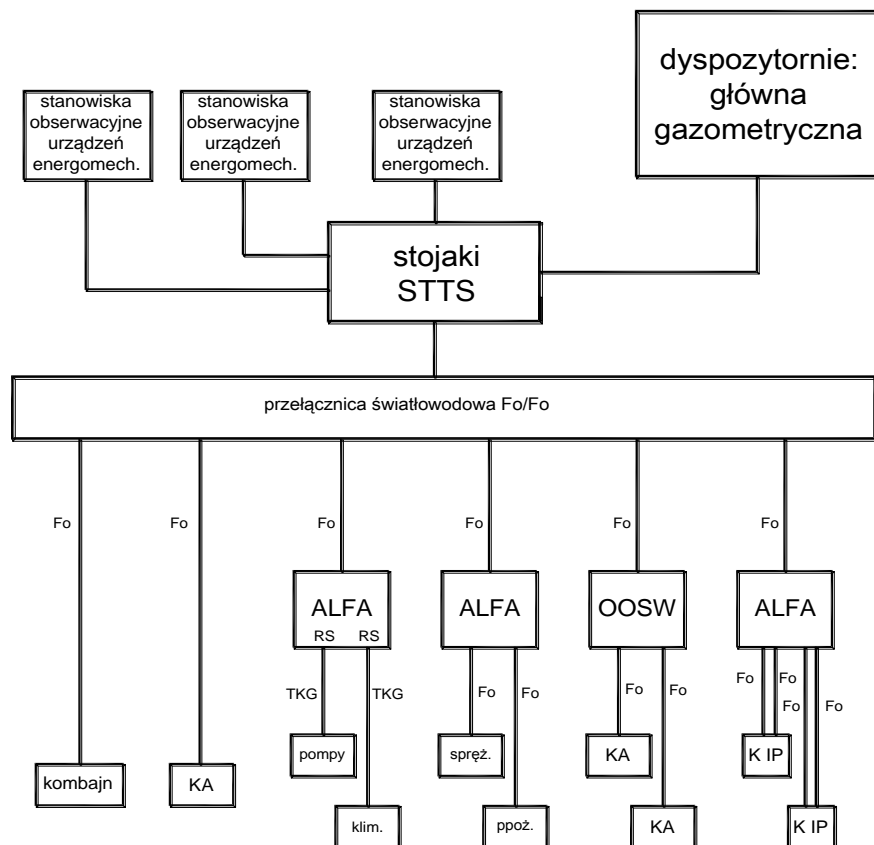 dyspozytornie:
główna
gazometryczna
stanowiska
obserwacyjne
urządzeń
energomech.
stanowiska
obserwacyjne
urządzeń
energomech.
stanowiska
obserwacyjne
urządzeń
energomech.
stojaki
STTS
przełącznica światłowodowa Fo/Fo
Fo
Fo
Fo
Fo
Fo
Fo
ALFA
RS RS
ALFA
OOSW
ALFA
TKG
TKG
Fo
Fo
Fo
Fo
Fo
Fo
Fo
Fo
pompy
spręż.
KA
K IP
kombajn
KA
klim.
ppoż.
KA
K IP